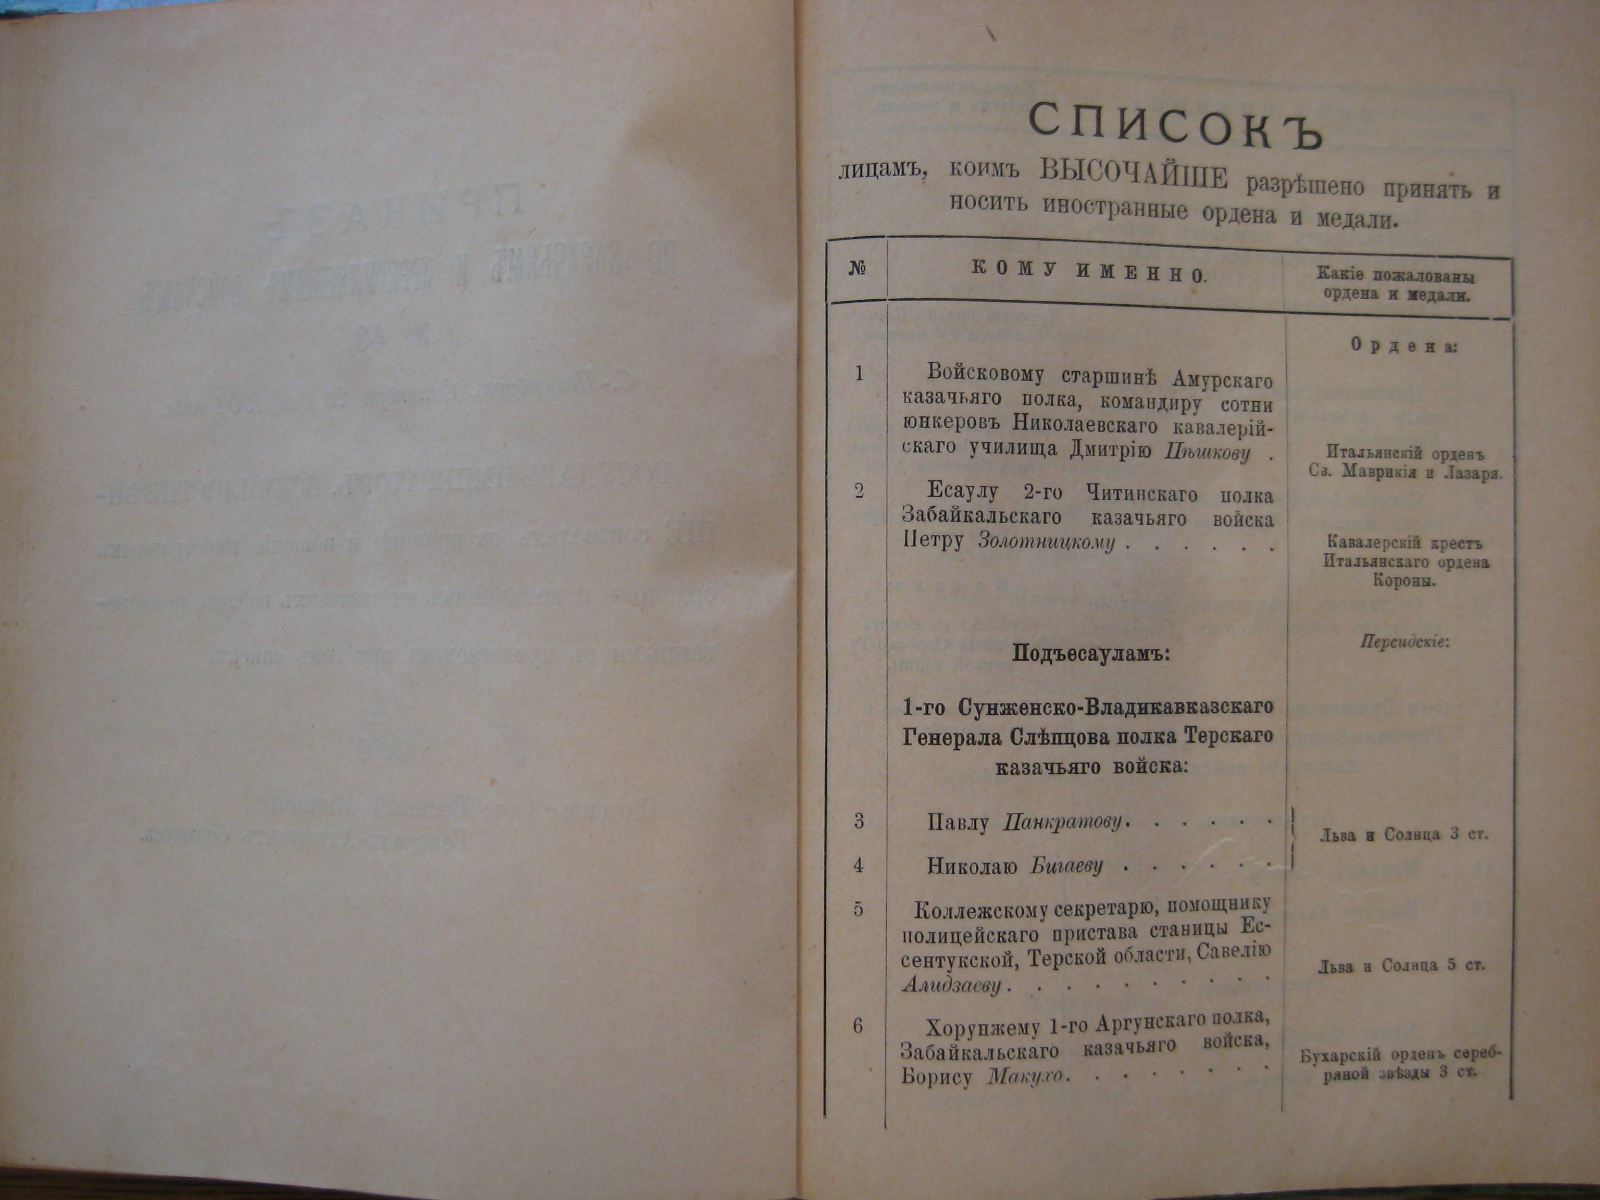 СПИСОКЪ
лицамъ, коимъ ВЫСОЧАЙШЕ разрѣшено принять и
носить иностранные ордена и медали.
№
КОМУ ИМЕННО.
Какіе пожалованы
ордена и медали.
Ордена:
1
Войсковому старшинѣ Амурскаго
казачьяго полка, командиру сотни
юнкеровъ Николаевскаго кавалерій-
скаго училища Дмитрію Пѣшкову .
Итальянскій орденъ
Св. Маврикія и Лазаря.
2
Есаулу 2-го Читинскаго полка
Забайкальскаго казачьяго войска
Петру Золотницкому . . . . . .
Кавалерскій крестъ
Итальянскаго ордена
Короны.
Персидскіе:
Подъесауламъ:
1-го Сунженско-Владикавказскаго
Генерала Слѣпцова полка Терскаго
казачьяго войска:
3
Павлу Панкратову. . . . . .
4
Николаю Бигаеву . . . . . .
Льва и Солнца 3 ст.
5
Коллежскому секретарю, помощнику
полицейскаго пристава станицы Ес-
сентукской, Терской области, Савелію
Алидзаеву. . . . . . . . . .
Льва и Солнца 5 ст.
6
Хорунжему 1-го Аргунскаго полка,
Забайкальскаго казачьяго войска,
Борису Макухо. . . . . . . .
Бухарскій орденъ сереб-
ряной звѣзды 3 ст.